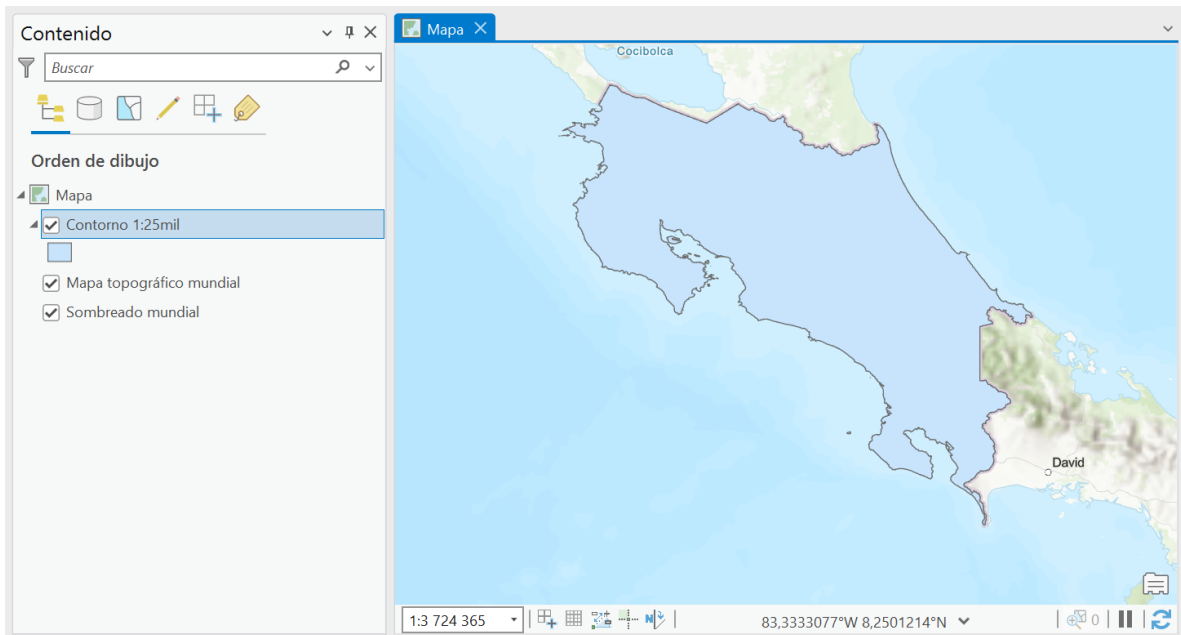 Contenido
Buscar
Orden de dibujo
Mapa
Contorno 1:25mil
Mapa topográfico mundial
Sombreado mundial
Mapa
Cocibolca
David
1:3 724 365
83,3333077°W 8,2501214°N
0